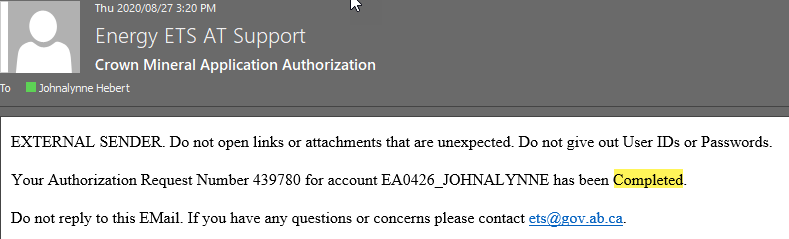 Thu 2020/08/27 3:20 PM
Energy ETS AT Support
Crown Mineral Application Authorization
To Johnalynne Hebert
EXTERNAL SENDER. Do not open links or attachments that are unexpected. Do not give out User IDs or Passwords.
Your Authorization Request Number 439780 for account EA0426_JOHNALYNNE has been Completed.
Do not reply to this EMail. If you have any questions or concerns please contact ets@gov.ab.ca.